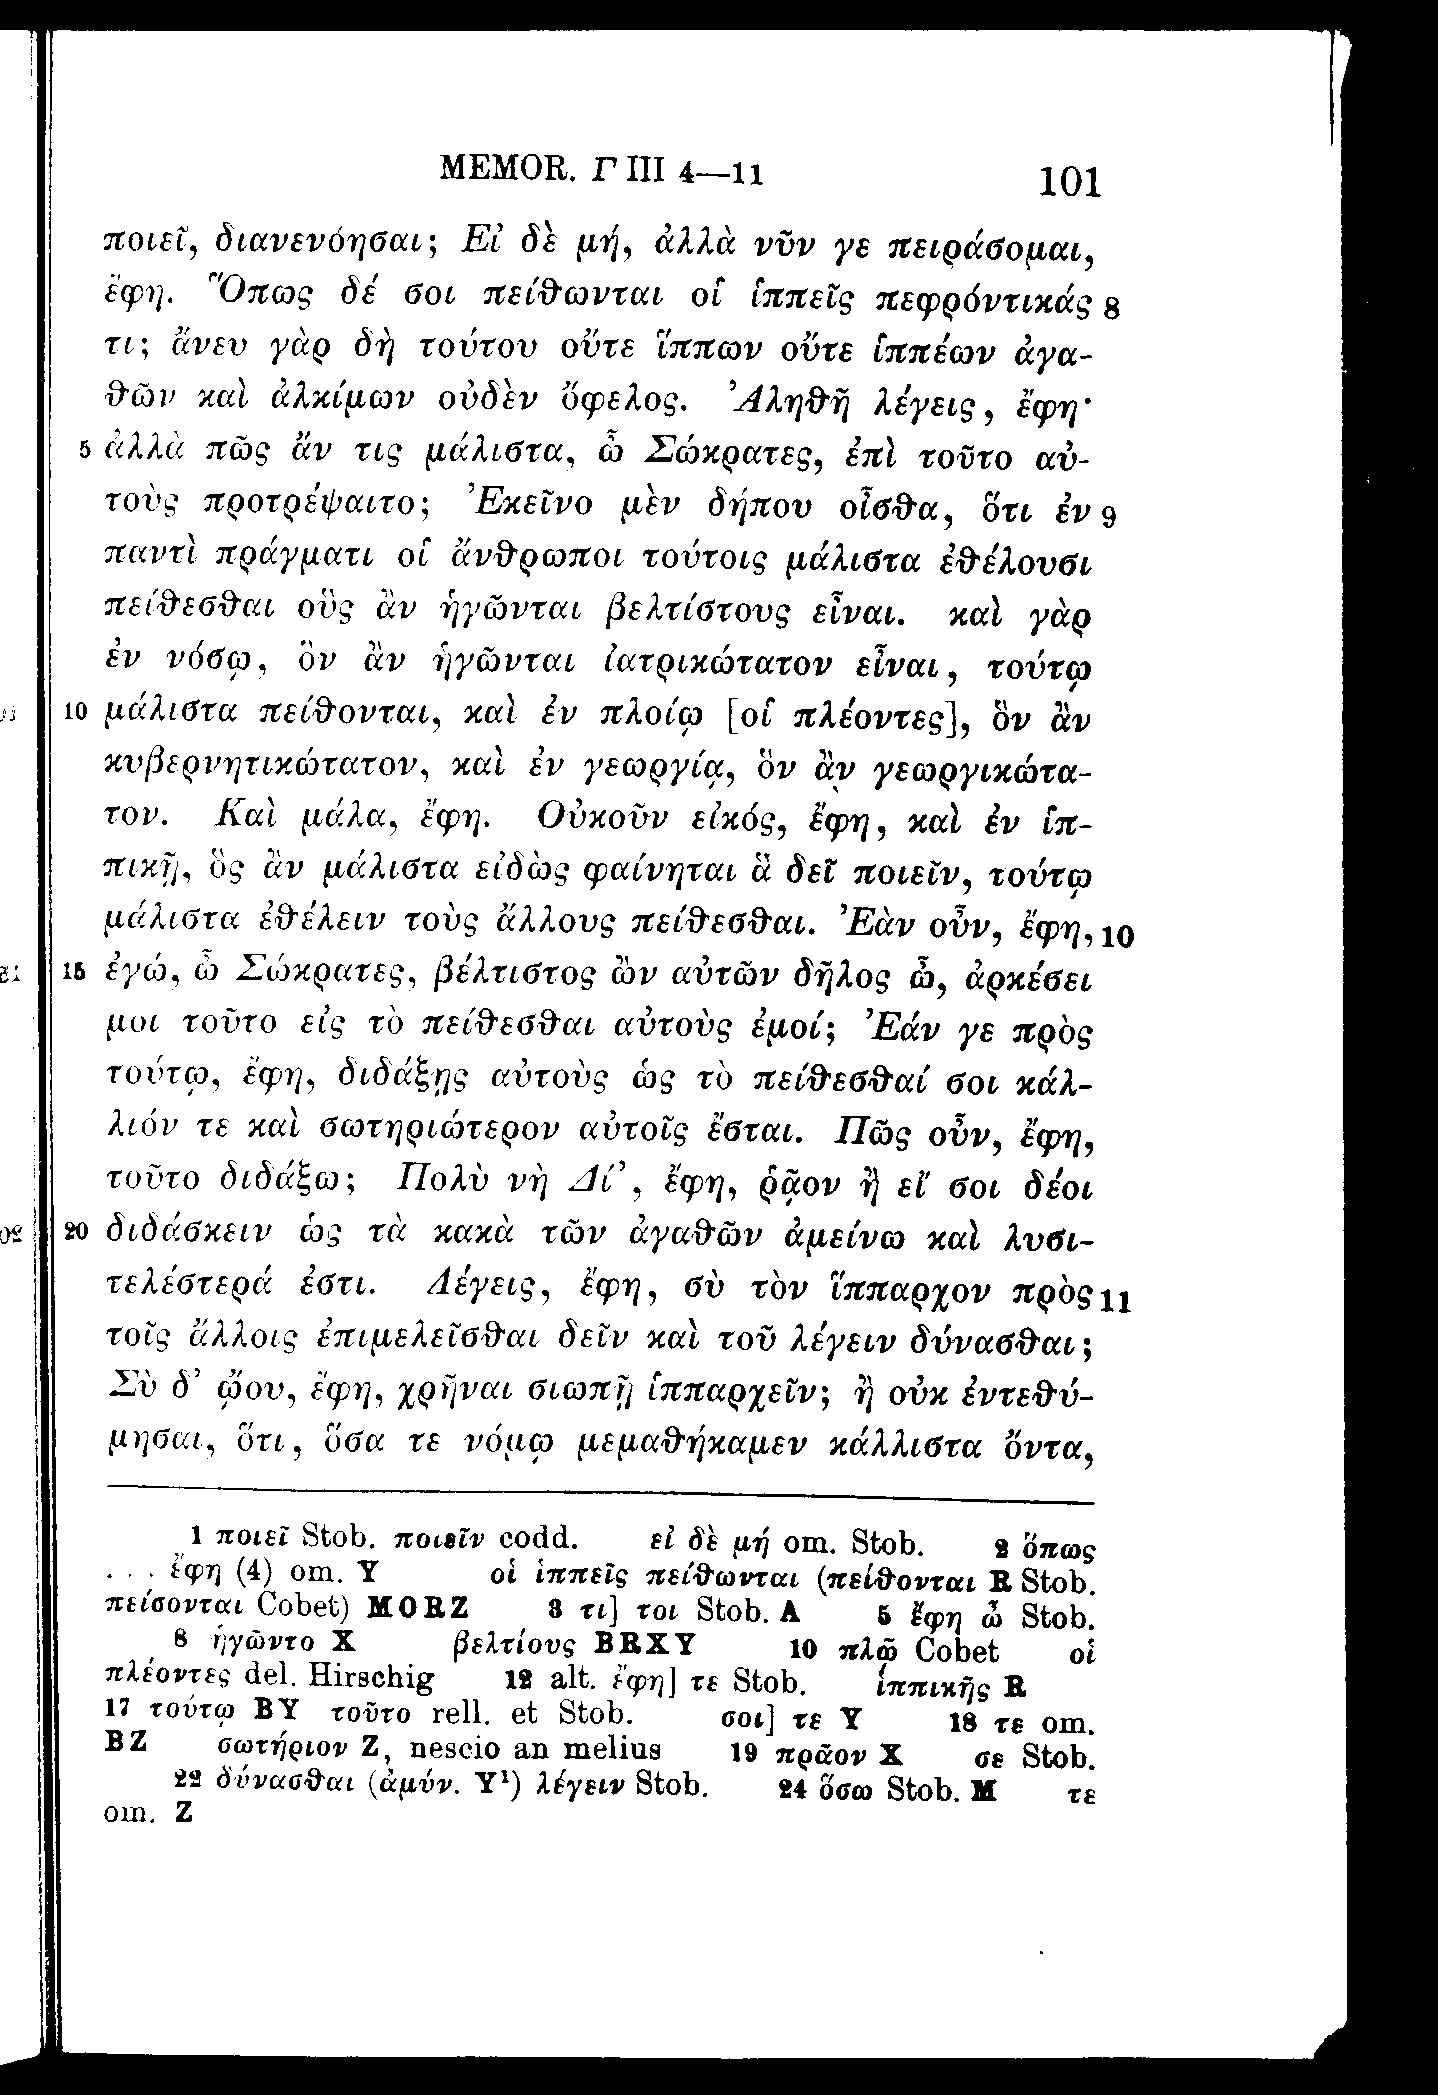 MEMOR. Γ III 4—11 101
ποιεῖ, διανενόησαι; Εἰ δὲ μή, ἀλλὰ νῦν γε πειράσομαι,
ἔφη. Ὅπως δέ σοι πείθωνται οἱ ἱππεῖς πεφρόντικάς 8
τι; ἄνευ γὰρ δὴ τούτου οὔτε ἵππων οὔτε ἱππέων ἀγα-
θῶν καὶ ἀλκίμων οὐδὲν ὄφελος. Ἀληθῆ λέγεις, ἔφη·
5 ἀλλὰ πῶς ἄν τις μάλιστα, ὦ Σώκρατες, ἐπὶ τοῦτο αὐ-
τοὺς προτρέψαιτο; Ἐκεῖνο μὲν δήπου οἶσθα, ὅτι ἐν 9
παντὶ πράγματι οἱ ἄνθρωποι τούτοις μάλιστα ἐθέλουσι
πείθεσθαι οὓς ἂν ἡγῶνται βελτίστους εἶναι. καὶ γὰρ
ἐν νόσῳ, ὃν ἂν ἡγῶνται ἰατρικώτατον εἶναι, τούτῳ
10 μάλιστα πείθονται, καὶ ἐν πλοίῳ [οἱ πλέοντες], ὃν ἂν
κυβερνητικώτατον, καὶ ἐν γεωργίᾳ, ὃν ἂν γεωργικώτα-
τον. Καὶ μάλα, ἔφη. Οὐκοῦν εἰκός, ἔφη, καὶ ἐν ἱπ-
πικῇ, ὃς ἂν μάλιστα εἰδὼς φαίνηται ἃ δεῖ ποιεῖν, τούτῳ
μάλιστα ἐθέλειν τοὺς ἄλλους πείθεσθαι. Ἐὰν οὖν, ἔφη, 10
15 ἐγώ, ὦ Σώκρατες, βέλτιστος ὢν αὐτῶν δῆλος ὦ, ἀρκέσει
μοι τοῦτο εἰς τὸ πείθεσθαι αὐτοὺς ἐμοί; Ἐάν γε πρὸς
τούτῳ, ἔφη, διδάξῃς αὐτοὺς ὡς τὸ πείθεσθαί σοι κάλ-
λιόν τε καὶ σωτηριώτερον αὐτοῖς ἔσται. Πῶς οὖν, ἔφη,
τοῦτο διδάξω; Πολὺ νὴ Δί’, ἔφη, ῥᾷον ἢ εἴ σοι δέοι
20 διδάσκειν ὡς τὰ κακὰ τῶν ἀγαθῶν ἀμείνω καὶ λυσι-
τελέστερά ἐστι. Λέγεις, ἔφη, σὺ τὸν ἵππαρχον πρὸς 11
τοῖς ἄλλοις ἐπιμελεῖσθαι δεῖν καὶ τοῦ λέγειν δύνασθαι;
Σὺ δ’ ᾤου, ἔφη, χρῆναι σιωπῇ ἱππαρχεῖν; ἢ οὐκ ἐντεθύ-
μησαι, ὅτι, ὅσα τε νόμῳ μεμαθήκαμεν κάλλιστα ὄντα,
1 ποιεῖ Stob. ποιεῖν codd. εἰ δὲ μή om. Stob. 2 ὅπως
... ἔφη (4) om. Y οἱ ἱππεῖς πείθωνται (πείθονται R Stob.
πείσονται Cobet) MORZ 3 τι] τοι Stob. A 5 ἔφη ὦ Stob.
8 ἡγῶντο X βελτίους BRXY 10 πλῷ Cobet οἱ
πλέοντες del. Hirschig 12 alt. ἔφη] τε Stob. ἱππικῆς R
17 τούτῳ BY τοῦτο rell. et Stob. σοι] τε Y 18 τε om.
BZ σωτήριον Z, nescio an melius 19 πρᾶον X σε Stob.
22 δύνασθαι (ἀμύν. Y¹) λέγειν Stob. 24 ὅσω Stob. M τε
om. Z